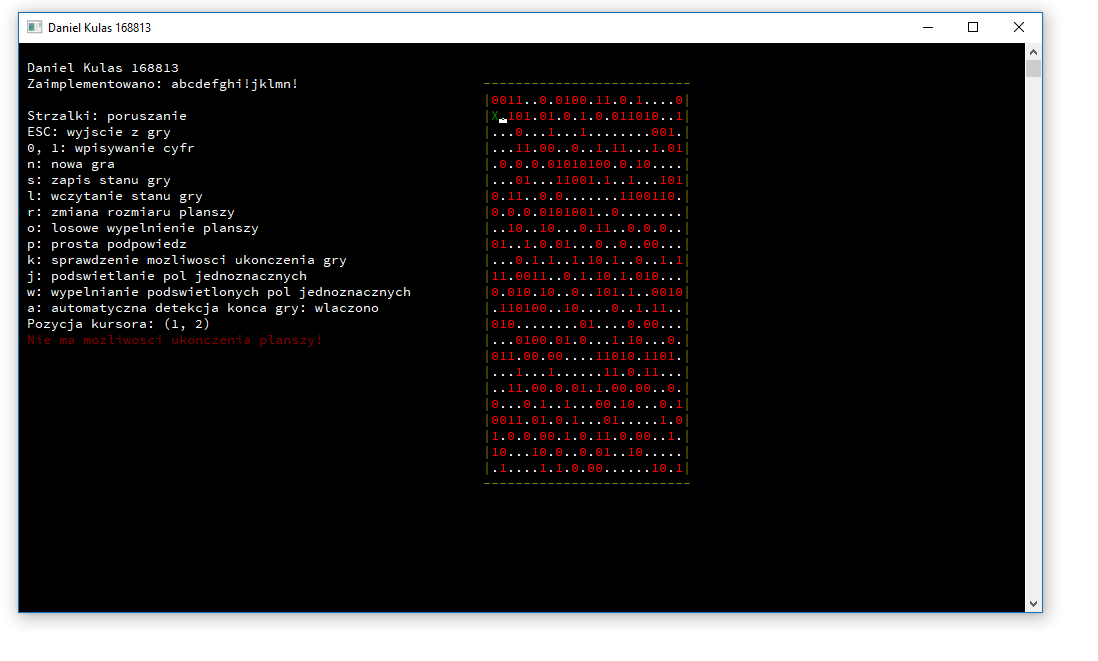 Daniel Kulas 168813
Daniel Kulas 168813
Zaimplementowano: abcdefghi!jklmn!
Strzalki: poruszanie
ESC: wyjscie z gry
0, 1: wpisywanie cyfr
n: nowa gra
s: zapis stanu gry
l: wczytanie stanu gry
r: zmiana rozmiaru planszy
o: losowe wypelnienie planszy
p: prosta podpowiedz
k: sprawdzenie mozliwosci ukonczenia gry
j: podswietlanie pol jednoznacznych
w: wypelnianie podswietlonych pol jednoznacznych
a: automatyczna detekcja konca gry: wlaczono
Pozycja kursora: (1, 2)
Nie ma mozliwosci ukonczenia planszy!
--------------------------
|0011..0.0100.11.0.1....0|
|X.101.01.0.1.0.011010..1|
|...0...1...1........001.|
|...11.00..0..1.11...1.01|
|.0.0.0.01010100.0.10....|
|...01...11001.1..1...101|
|0.11..0.0.......1100110.|
|0.0.0.0101001..0........|
|..10..10...0.11..0.0.0..|
|01..1.0.01...0..0..00...|
|...0.1.1..1.10.1..0..1.1|
|11.0011..0.1.10.1.010...|
|0.010.10..0..101.1..0010|
|.110100..10....0..1.11..|
|010........01....0.00...|
|...0100.01.0...1.10...0.|
|011.00.00....11010.1101.|
|...1...1......11.0.11...|
|..11.00.0.01.1.00.00..0.|
|0...0.1..1...00.10...0.1|
|0011.01.0.1...01.....1.0|
|1.0.0.00.1.0.11.0.00..1.|
|10...10.0..0.01..10.....|
|.1....1.1.0.00......10.1|
--------------------------